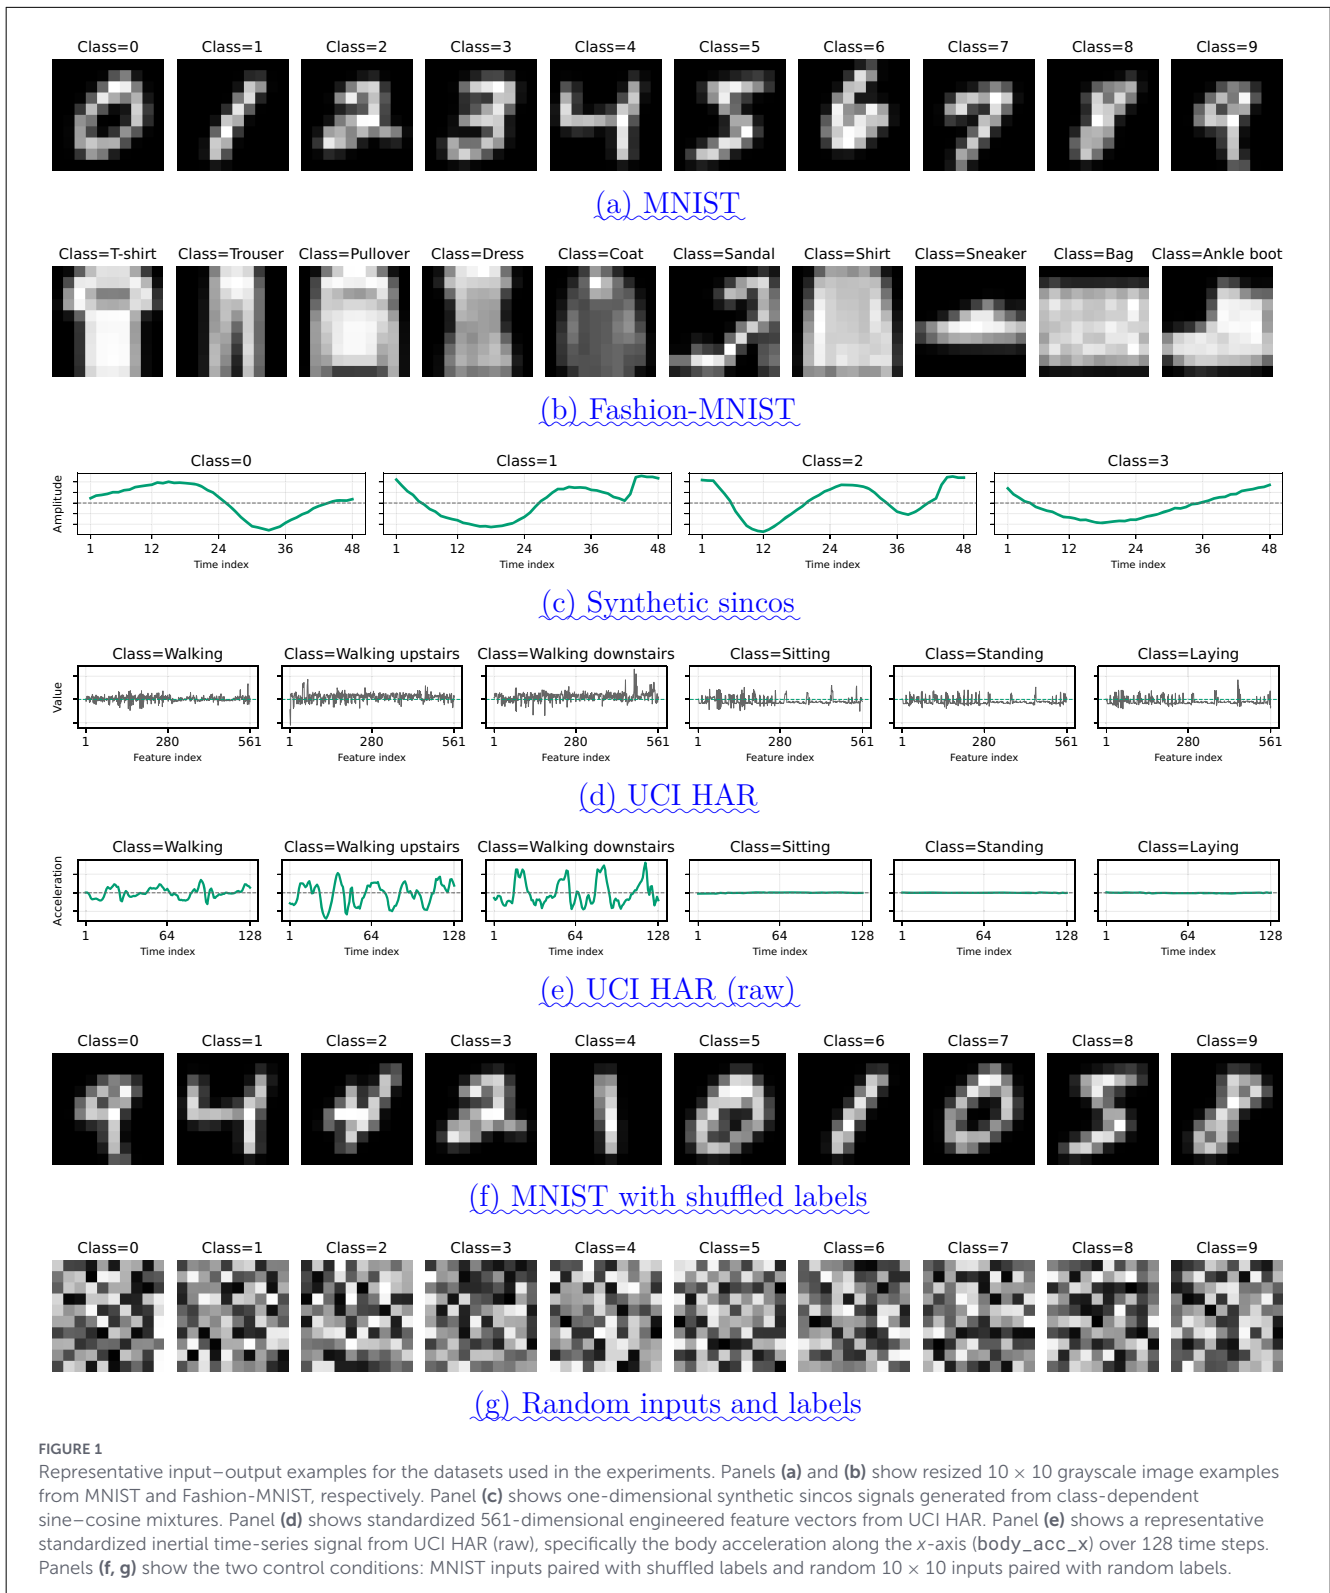 Class=0 Class=1 Class=2 Class=3 Class=4 Class=5 Class=6 Class=7 Class=8 Class=9
(a) MNIST
Class=T-shirt Class=Trouser Class=Pullover Class=Dress Class=Coat Class=Sandal Class=Shirt Class=Sneaker Class=Bag Class=Ankle boot
(b) Fashion-MNIST
Class=0 Class=1 Class=2 Class=3
Amplitude
1 12 24 36 48 1 12 24 36 48 1 12 24 36 48 1 12 24 36 48
Time index Time index Time index Time index
(c) Synthetic sincos
Class=Walking Class=Walking upstairs Class=Walking downstairs Class=Sitting Class=Standing Class=Laying
Value
1 280 561 1 280 561 1 280 561 1 280 561 1 280 561 1 280 561
Feature index Feature index Feature index Feature index Feature index Feature index
(d) UCI HAR
Class=Walking Class=Walking upstairs Class=Walking downstairs Class=Sitting Class=Standing Class=Laying
Acceleration
1 64 128 1 64 128 1 64 128 1 64 128 1 64 128 1 64 128
Time index Time index Time index Time index Time index Time index
(e) UCI HAR (raw)
Class=0 Class=1 Class=2 Class=3 Class=4 Class=5 Class=6 Class=7 Class=8 Class=9
(f) MNIST with shuffled labels
Class=0 Class=1 Class=2 Class=3 Class=4 Class=5 Class=6 Class=7 Class=8 Class=9
(g) Random inputs and labels
FIGURE 1
Representative input–output examples for the datasets used in the experiments. Panels (a) and (b) show resized 10 × 10 grayscale image examples
from MNIST and Fashion-MNIST, respectively. Panel (c) shows one-dimensional synthetic sincos signals generated from class-dependent
sine–cosine mixtures. Panel (d) shows standardized 561-dimensional engineered feature vectors from UCI HAR. Panel (e) shows a representative
standardized inertial time-series signal from UCI HAR (raw), specifically the body acceleration along the x-axis (body_acc_x) over 128 time steps.
Panels (f, g) show the two control conditions: MNIST inputs paired with shuffled labels and random 10 × 10 inputs paired with random labels.